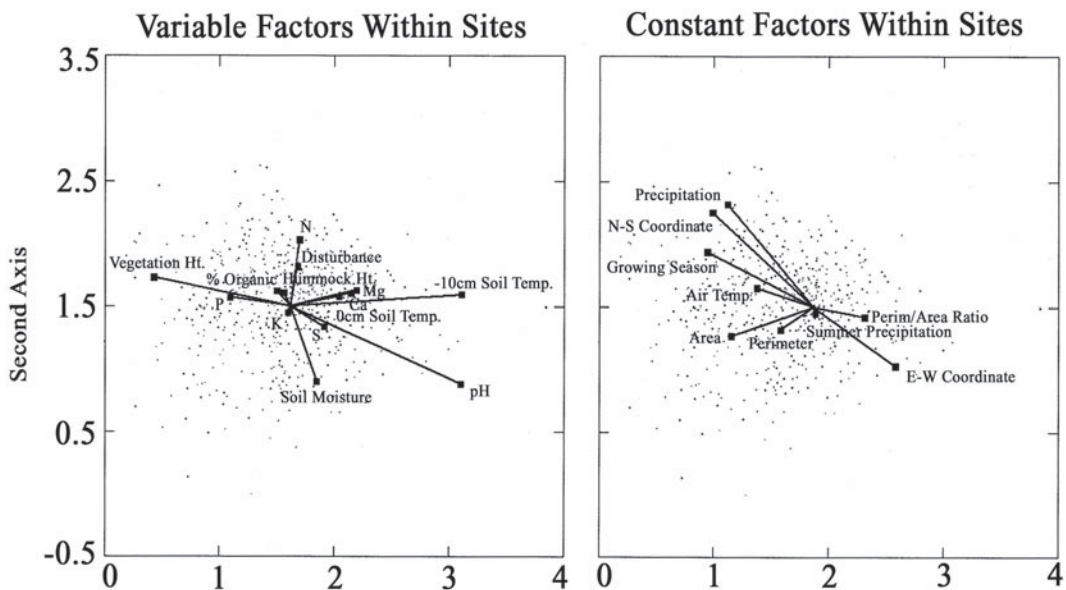 Variable Factors Within Sites
Constant Factors Within Sites
3.5
2.5
1.5
0.5
-0.5
Second Axis
N
Disturbance
Vegetation Ht.
% Organic
Hummock Ht.
-10cm Soil Temp.
P
Mg
Ca
K
0cm Soil Temp.
S
Soil Moisture
pH
0 1 2 3 4
Precipitation
N-S Coordinate
Growing Season
Air Temp.
Perim/Area Ratio
Summer Precipitation
Area
Perimeter
E-W Coordinate
0 1 2 3 4